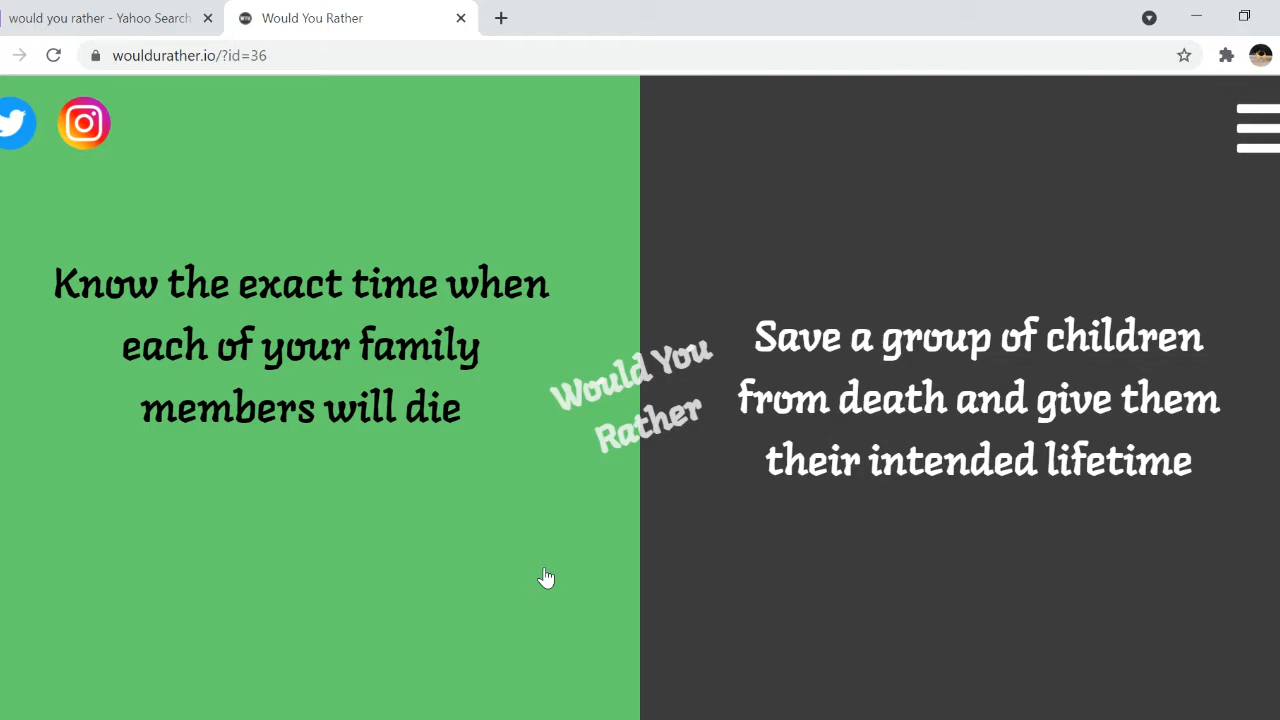 would you rather - Yahoo Search
Would You Rather
wouldurather.io/?id=36
Know the exact time when
each of your family
members will die
Would You
Rather
Save a group of children
from death and give them
their intended lifetime